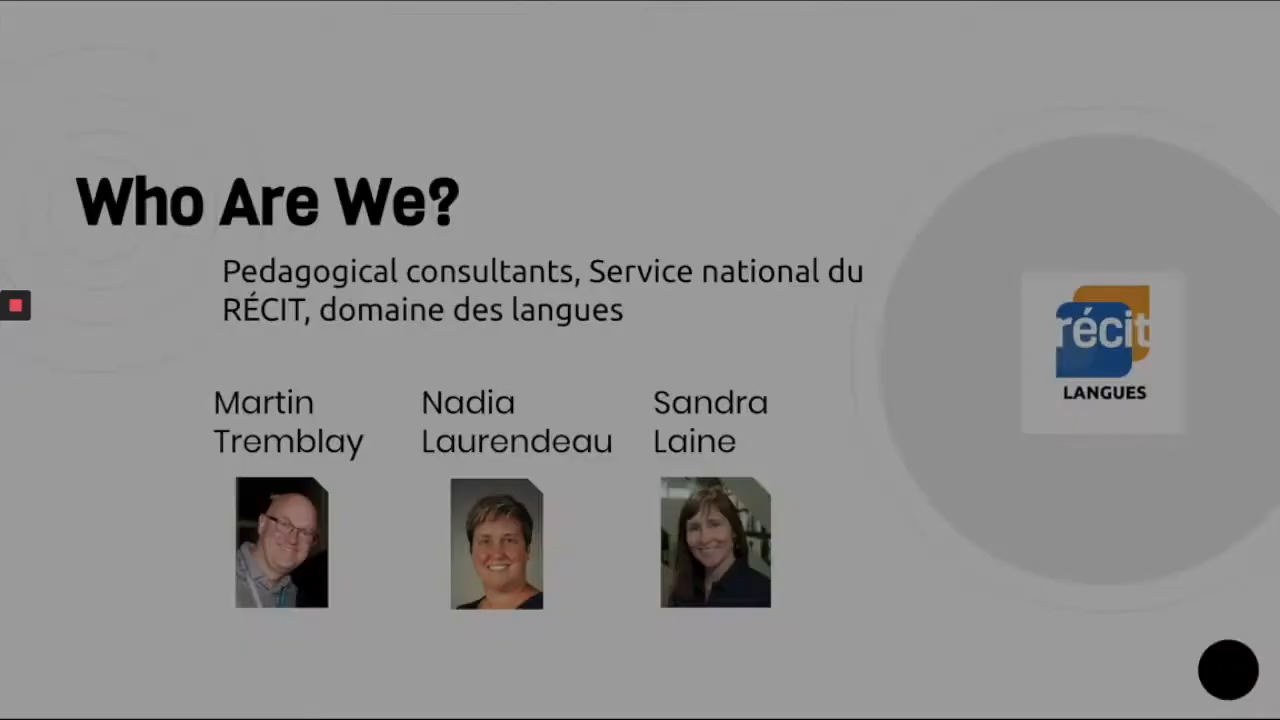 Who Are We?
Pedagogical consultants, Service national du
RÉCIT, domaine des langues
Martin
Tremblay
Nadia
Laurendeau
Sandra
Laine
récit
LANGUES